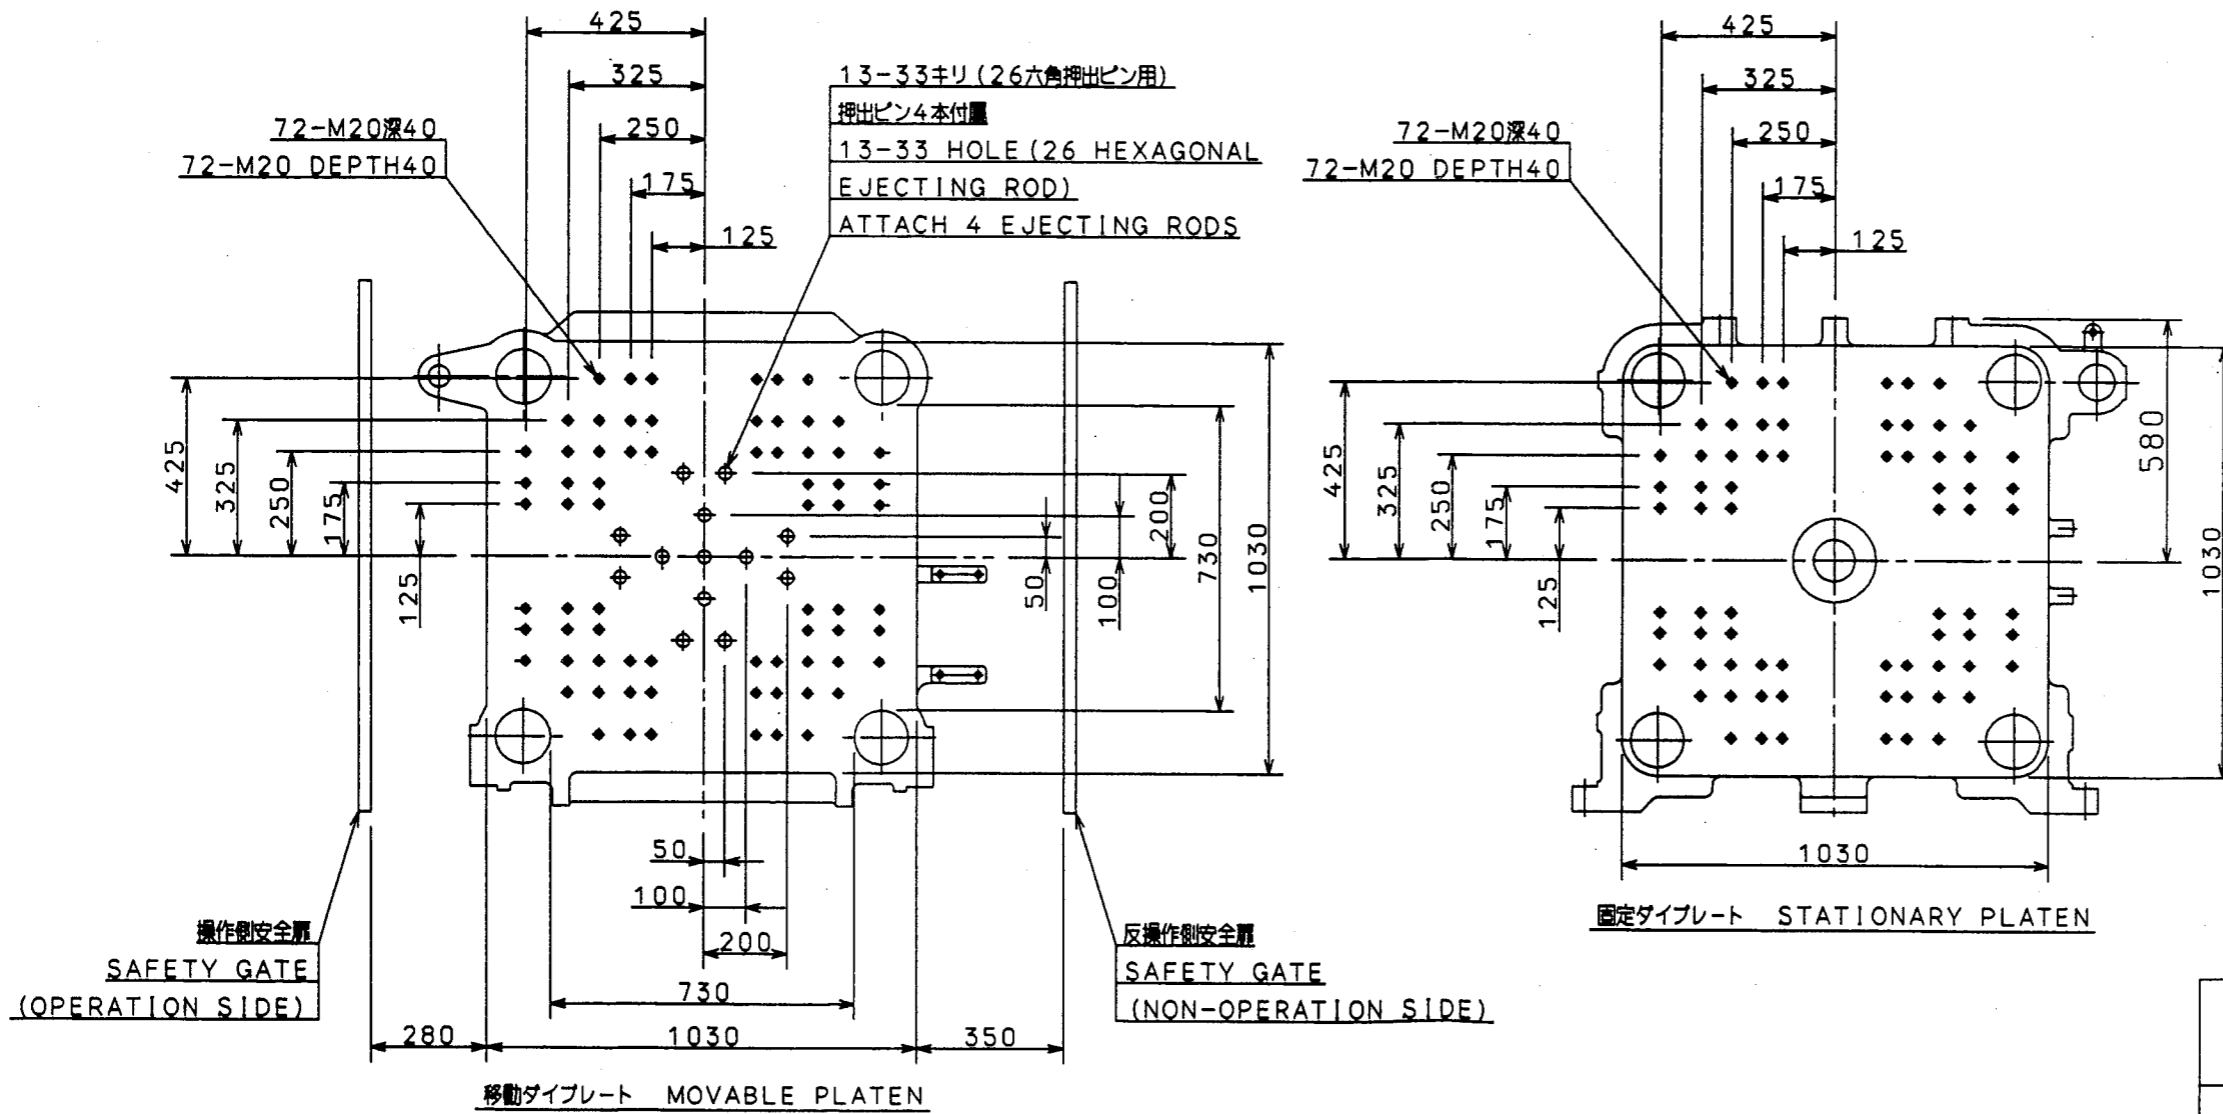 425
325
250
175
125
72-M20深40
72-M20 DEPTH40
13-33キリ(26六角押出ピン用)
押出ピン4本付属
13-33 HOLE (26 HEXAGONAL
EJECTING ROD)
ATTACH 4 EJECTING RODS
425
325
250
175
125
200
50
100
730
1030
50
100
200
730
280
1030
350
操作側安全扉
SAFETY GATE
(OPERATION SIDE)
反操作側安全扉
SAFETY GATE
(NON-OPERATION SIDE)
移動ダイプレート MOVABLE PLATEN
425
325
250
175
125
72-M20深40
72-M20 DEPTH40
425
325
250
175
125
580
1030
1030
固定ダイプレート STATIONARY PLATEN